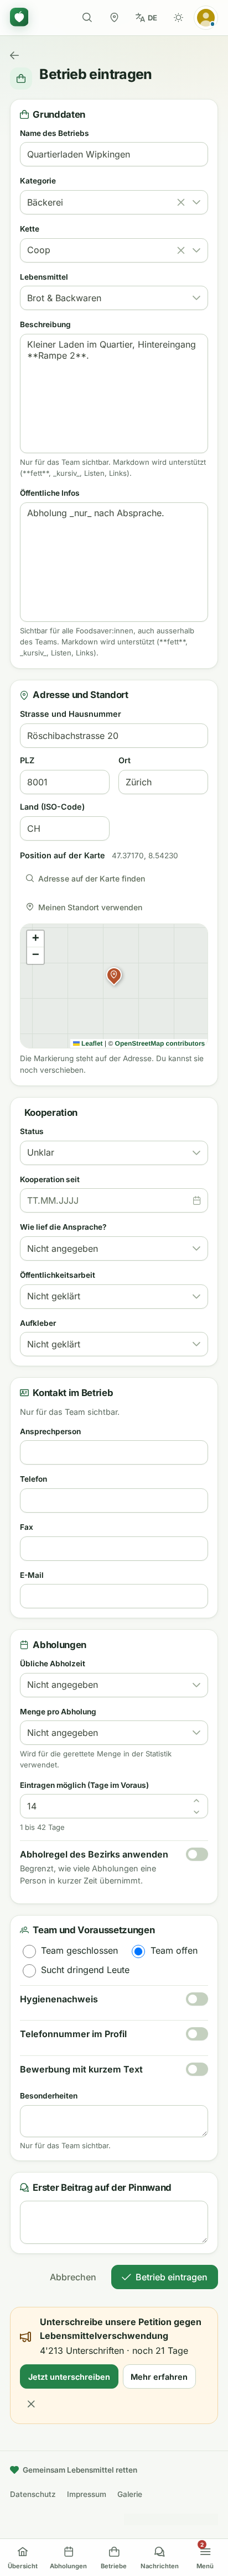 DE
Betrieb eintragen
Grunddaten
Name des Betriebs
Quartierladen Wipkingen
Kategorie
Bäckerei
Kette
Coop
Lebensmittel
Brot & Backwaren
Beschreibung
Kleiner Laden im Quartier, Hintereingang
**Rampe 2**.
Nur für das Team sichtbar. Markdown wird unterstützt
(**fett**, _kursiv_, Listen, Links).
Öffentliche Infos
Abholung _nur_ nach Absprache.
Sichtbar für alle Foodsaver:innen, auch ausserhalb
des Teams. Markdown wird unterstützt (**fett**,
_kursiv_, Listen, Links).
Adresse und Standort
Strasse und Hausnummer
Röschibachstrasse 20
PLZ Ort
8001 Zürich
Land (ISO-Code)
CH
Position auf der Karte 47.37170, 8.54230
Adresse auf der Karte finden
Meinen Standort verwenden
+
−
Leaflet | © OpenStreetMap contributors
Die Markierung steht auf der Adresse. Du kannst sie
noch verschieben.
Kooperation
Status
Unklar
Kooperation seit
TT.MM.JJJJ
Wie lief die Ansprache?
Nicht angegeben
Öffentlichkeitsarbeit
Nicht geklärt
Aufkleber
Nicht geklärt
Kontakt im Betrieb
Nur für das Team sichtbar.
Ansprechperson
Telefon
Fax
E-Mail
Abholungen
Übliche Abholzeit
Nicht angegeben
Menge pro Abholung
Nicht angegeben
Wird für die gerettete Menge in der Statistik
verwendet.
Eintragen möglich (Tage im Voraus)
14
1 bis 42 Tage
Abholregel des Bezirks anwenden
Begrenzt, wie viele Abholungen eine
Person in kurzer Zeit übernimmt.
Team und Voraussetzungen
Team geschlossen Team offen
Sucht dringend Leute
Hygienenachweis
Telefonnummer im Profil
Bewerbung mit kurzem Text
Besonderheiten
Nur für das Team sichtbar.
Erster Beitrag auf der Pinnwand
Abbrechen Betrieb eintragen
Unterschreibe unsere Petition gegen
Lebensmittelverschwendung
4'213 Unterschriften · noch 21 Tage
Jetzt unterschreiben Mehr erfahren
Gemeinsam Lebensmittel retten
Datenschutz Impressum Galerie
2
Übersicht Abholungen Betriebe Nachrichten Menü